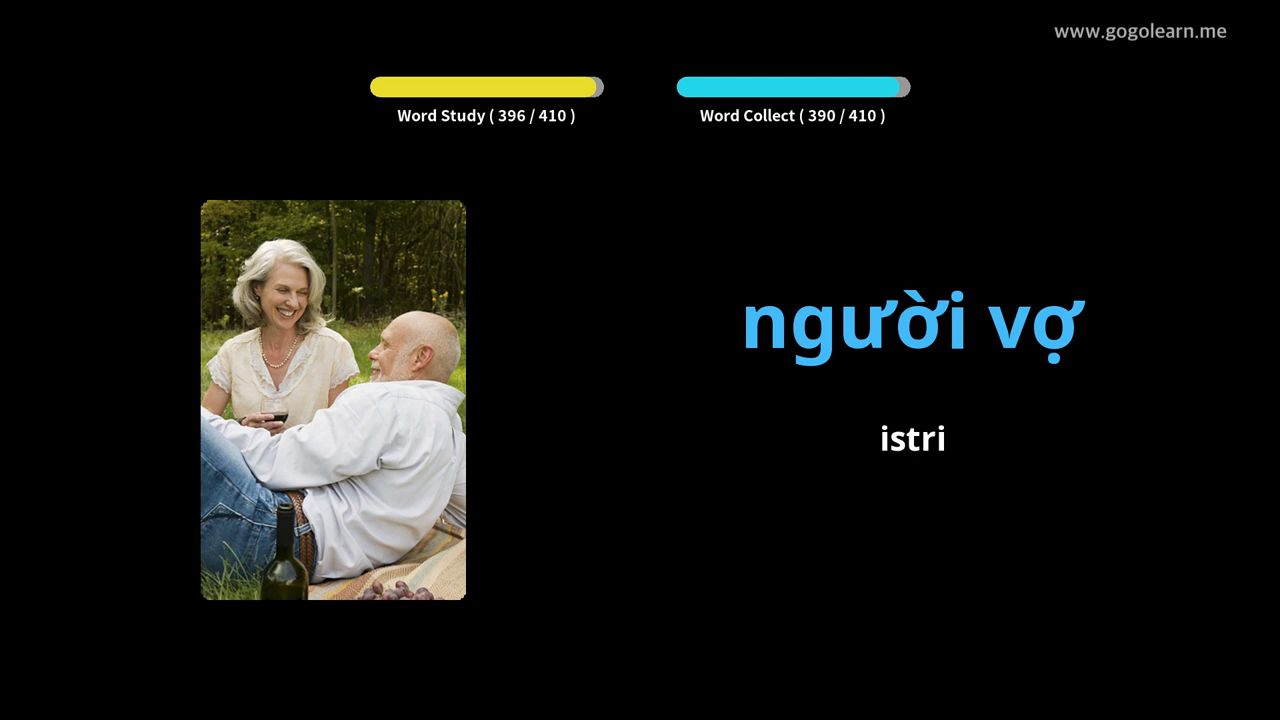 www.gogolearn.me
Word Study ( 396 / 410 )
Word Collect ( 390 / 410 )
người vợ
istri